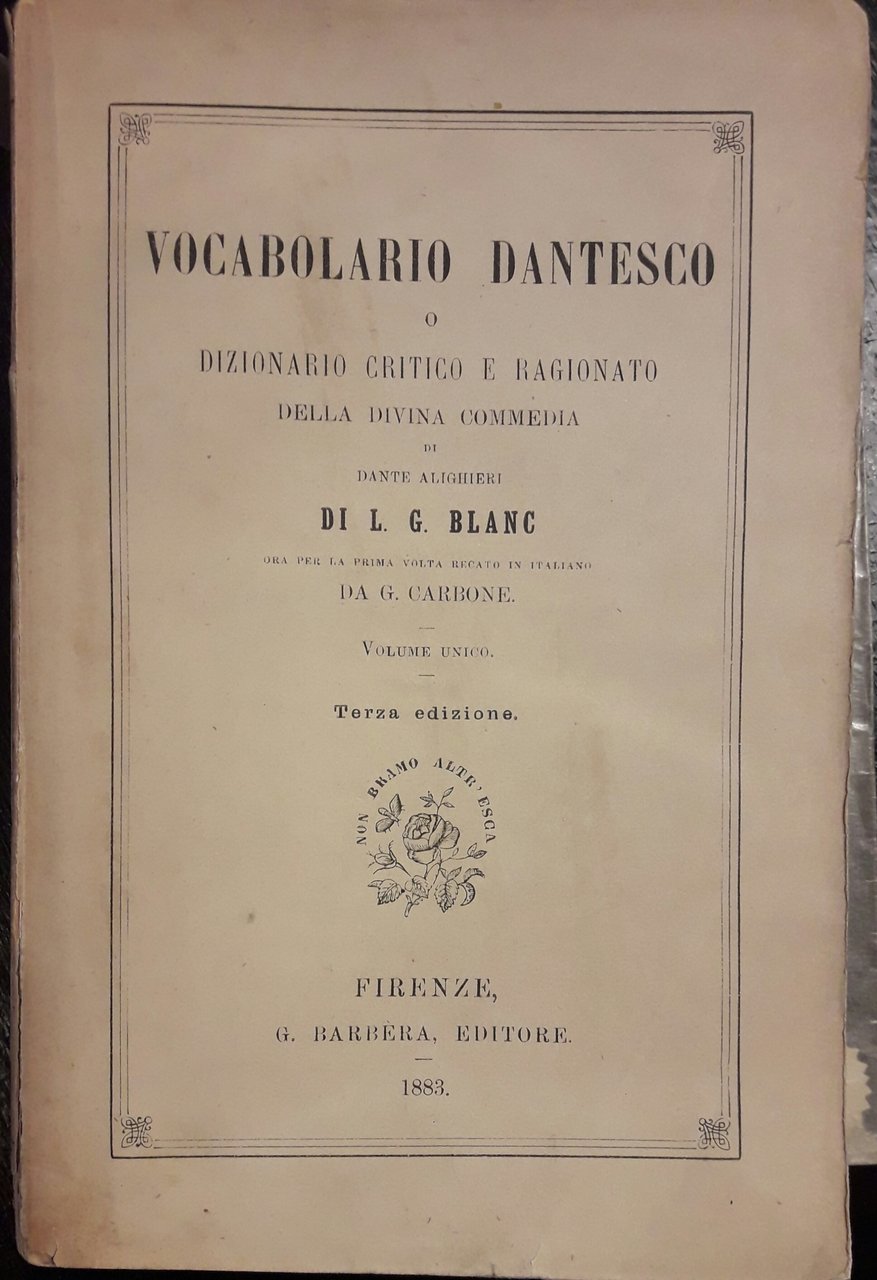 VOCABOLARIO DANTESCO
O
DIZIONARIO CRITICO E RAGIONATO
DELLA DIVINA COMMEDIA
DI
DANTE ALIGHIERI
DI L. G. BLANC
ORA PER LA PRIMA VOLTA RECATO IN ITALIANO
DA G. CARBONE.
VOLUME UNICO.
Terza edizione.
NON BRAMO ALTR' ESCA
FIRENZE,
G. BARBÈRA, EDITORE.
1883.